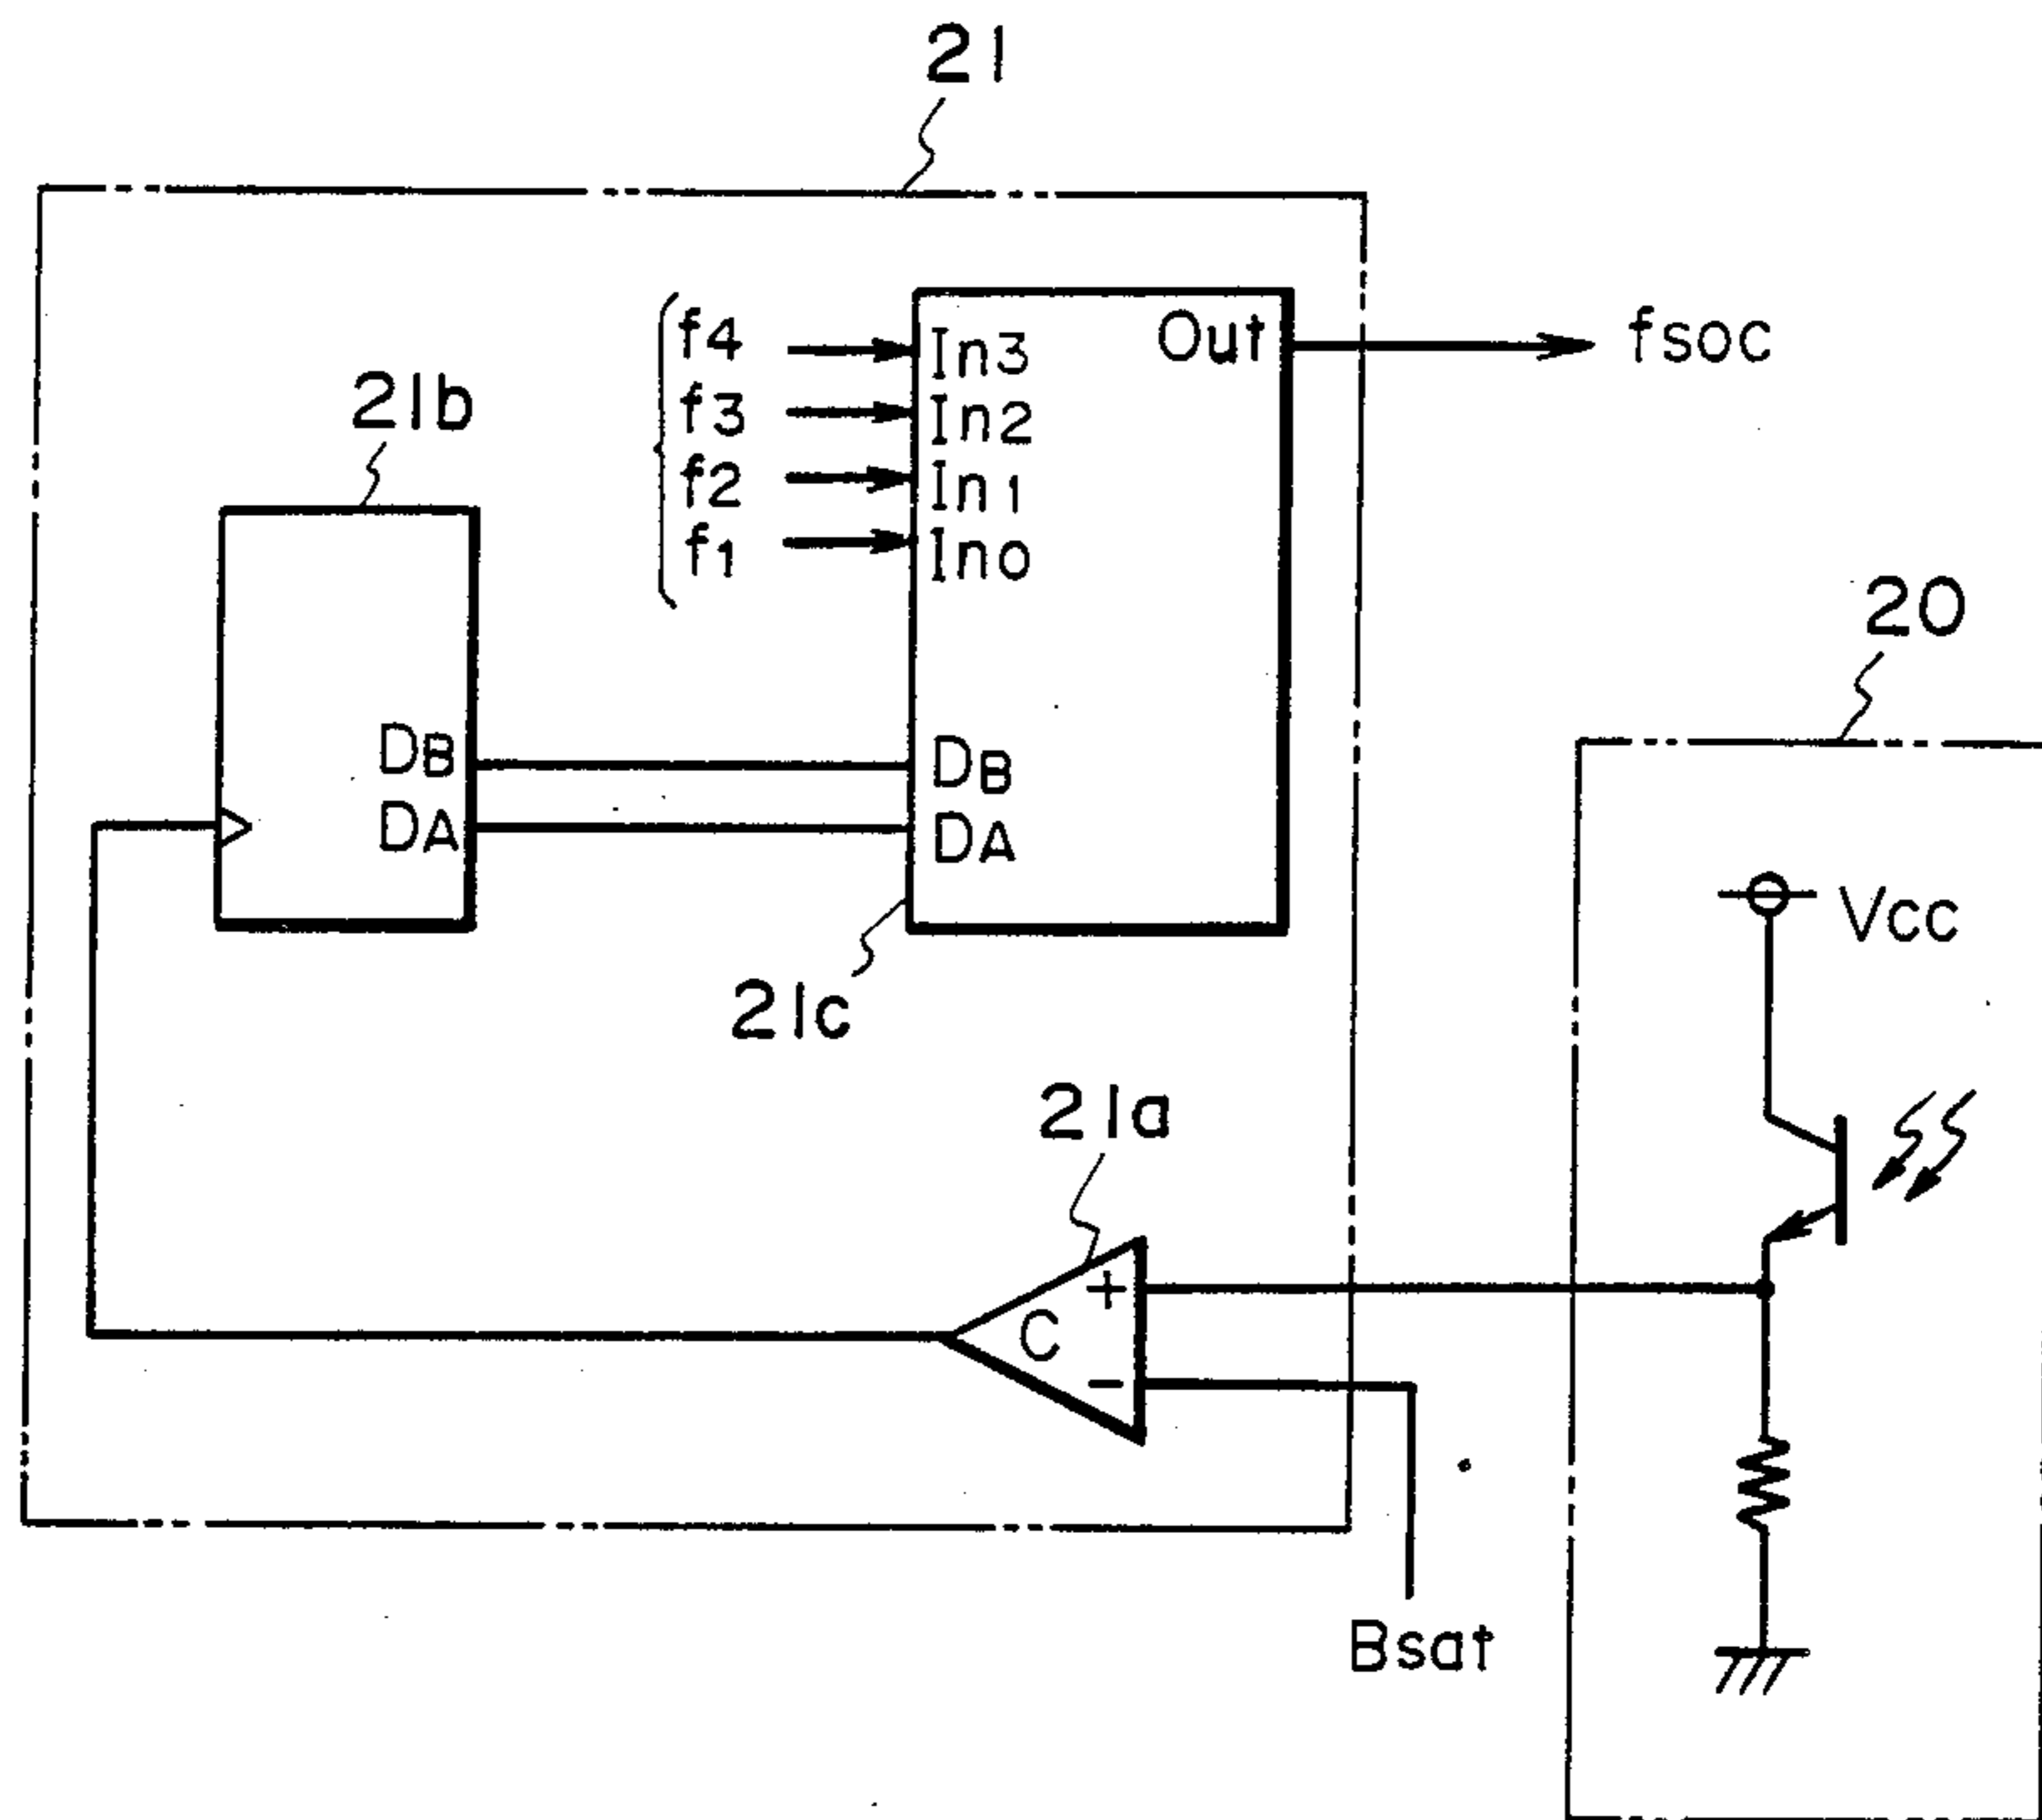 21
f4
In3
Out
fsoc
f3
In2
21b
f2
In1
f1
In0
20
DB
DB
DA
DA
Vcc
21c
21a
+
C
−
Bsat